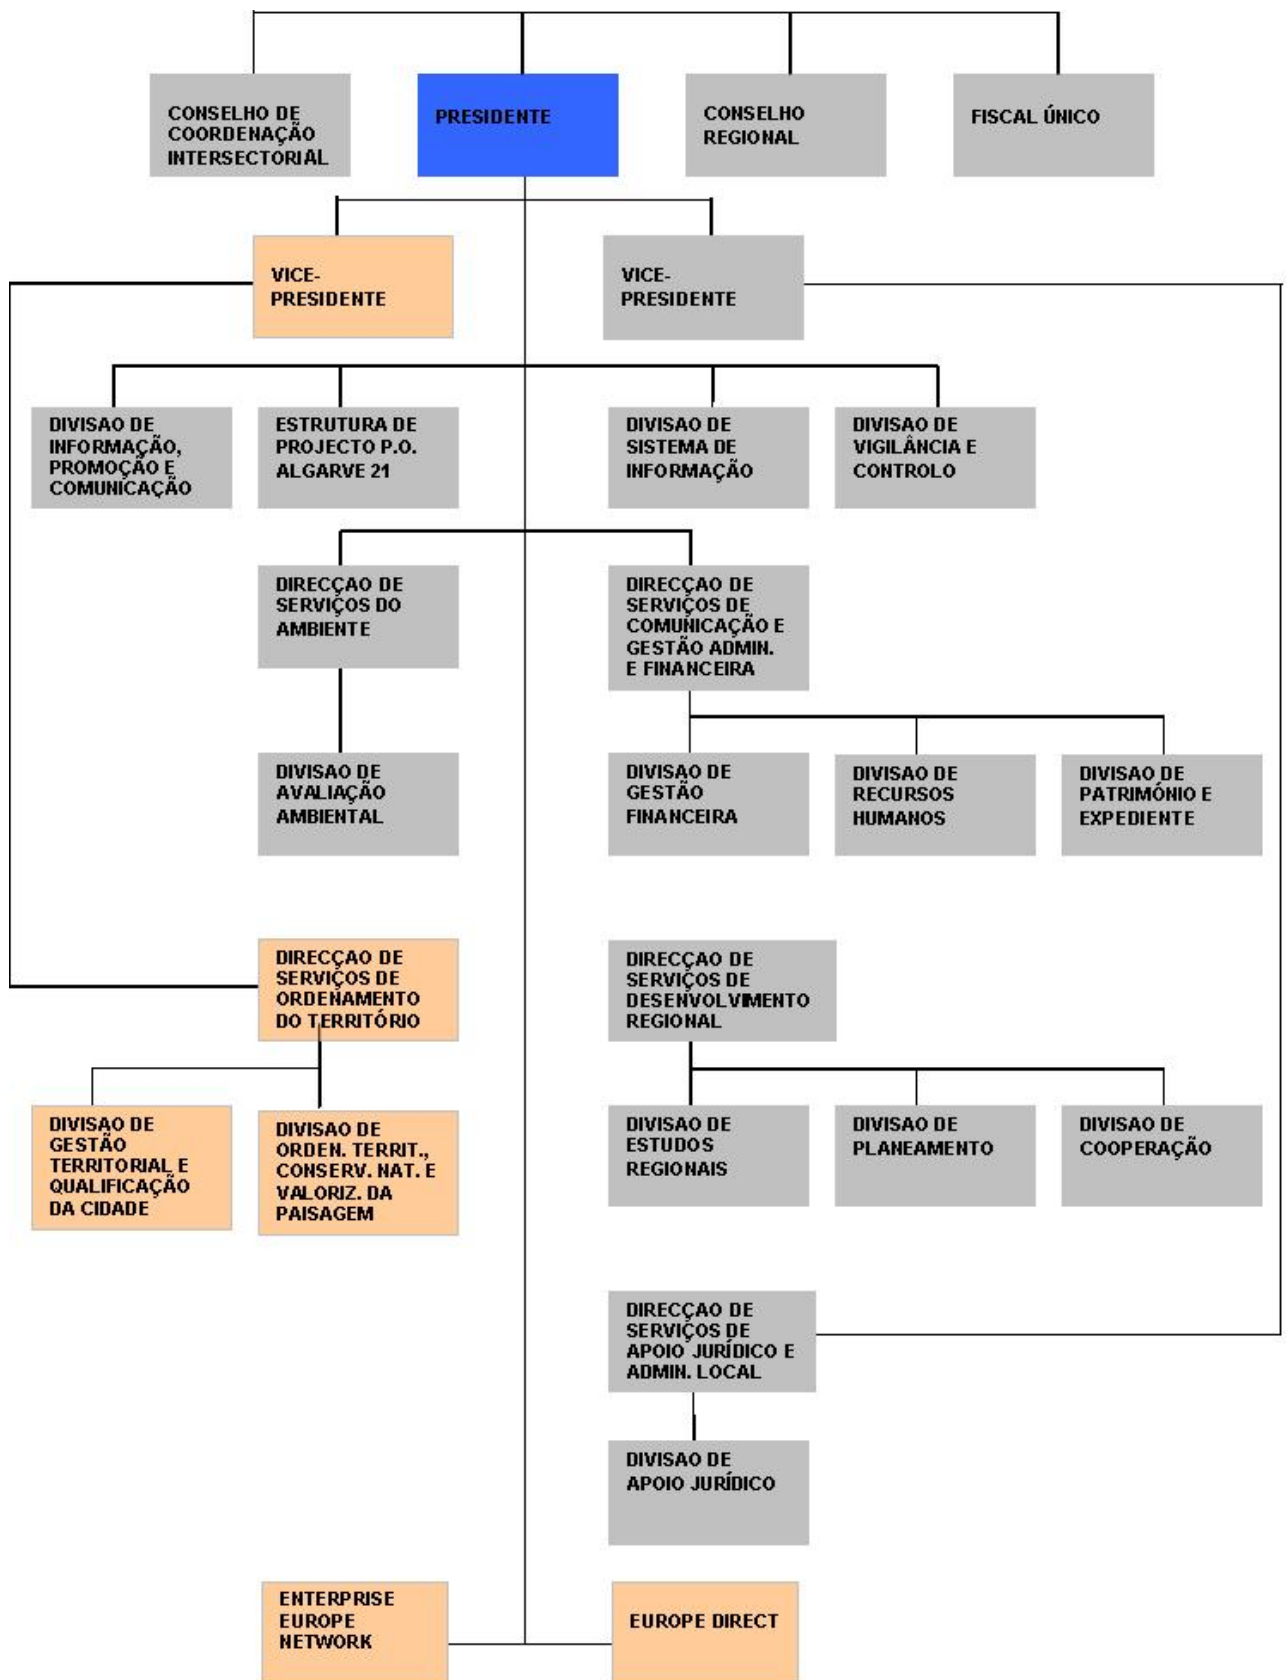 CONSELHO DE
COORDENAÇÃO
INTERSECTORIAL
PRESIDENTE
CONSELHO
REGIONAL
FISCAL ÚNICO
VICE-
PRESIDENTE
VICE-
PRESIDENTE
DIVISAO DE
INFORMAÇÃO,
PROMOÇÃO E
COMUNICAÇÃO
ESTRUTURA DE
PROJECTO P.O.
ALGARVE 21
DIVISAO DE
SISTEMA DE
INFORMAÇÃO
DIVISAO DE
VIGILÂNCIA E
CONTROLO
DIRECÇAO DE
SERVIÇOS DO
AMBIENTE
DIRECÇAO DE
SERVIÇOS DE
COMUNICAÇÃO E
GESTÃO ADMIN.
E FINANCEIRA
DIVISAO DE
AVALIAÇÃO
AMBIENTAL
DIVISAO DE
GESTÃO
FINANCEIRA
DIVISAO DE
RECURSOS
HUMANOS
DIVISAO DE
PATRIMÓNIO E
EXPEDIENTE
DIRECÇAO DE
SERVIÇOS DE
ORDENAMENTO
DO TERRITÓRIO
DIRECÇAO DE
SERVIÇOS DE
DESENVOLVIMENTO
REGIONAL
DIVISAO DE
GESTÃO
TERRITORIAL E
QUALIFICAÇÃO
DA CIDADE
DIVISAO DE
ORDEN. TERRIT.,
CONSERV. NAT. E
VALORIZ. DA
PAISAGEM
DIVISAO DE
ESTUDOS
REGIONAIS
DIVISAO DE
PLANEAMENTO
DIVISAO DE
COOPERAÇÃO
DIRECÇAO DE
SERVIÇOS DE
APOIO JURÍDICO E
ADMIN. LOCAL
DIVISAO DE
APOIO JURÍDICO
ENTERPRISE
EUROPE
NETWORK
EUROPE DIRECT